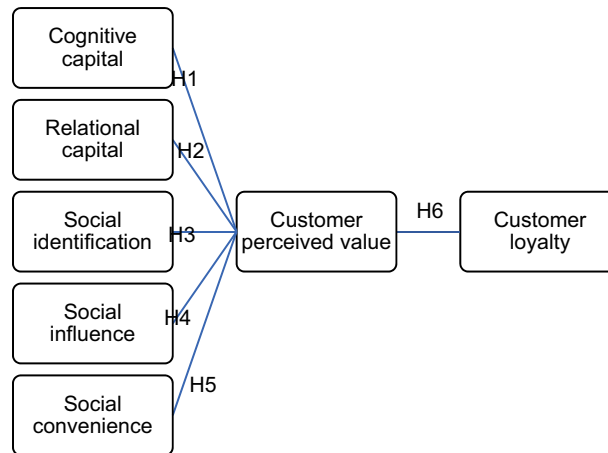 Cognitive
capital
H1
Relational
capital
H2
Social
identification
H3
Customer
perceived value
H6
Customer
loyalty
Social
influence
H4
H5
Social
convenience